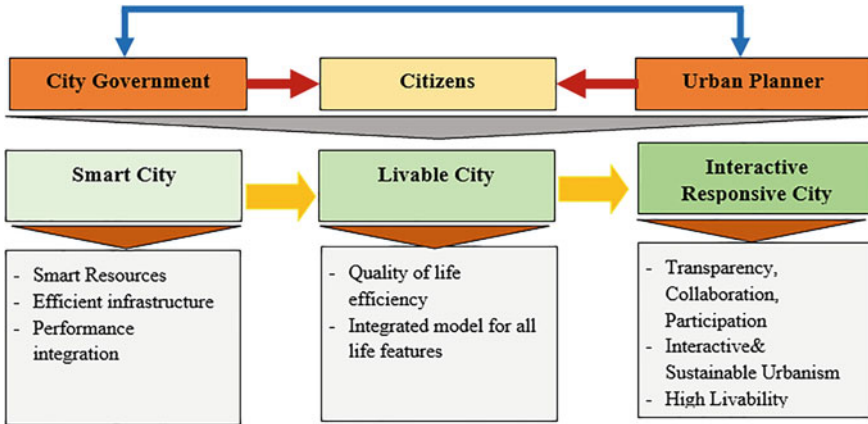 City Government
Citizens
Urban Planner
Smart City
Livable City
Interactive
Responsive City
- Smart Resources
- Efficient infrastructure
- Performance
integration
- Quality of life
efficiency
- Integrated model for all
life features
- Transparency,
Collaboration,
Participation
- Interactive&
Sustainable Urbanism
- High Livability